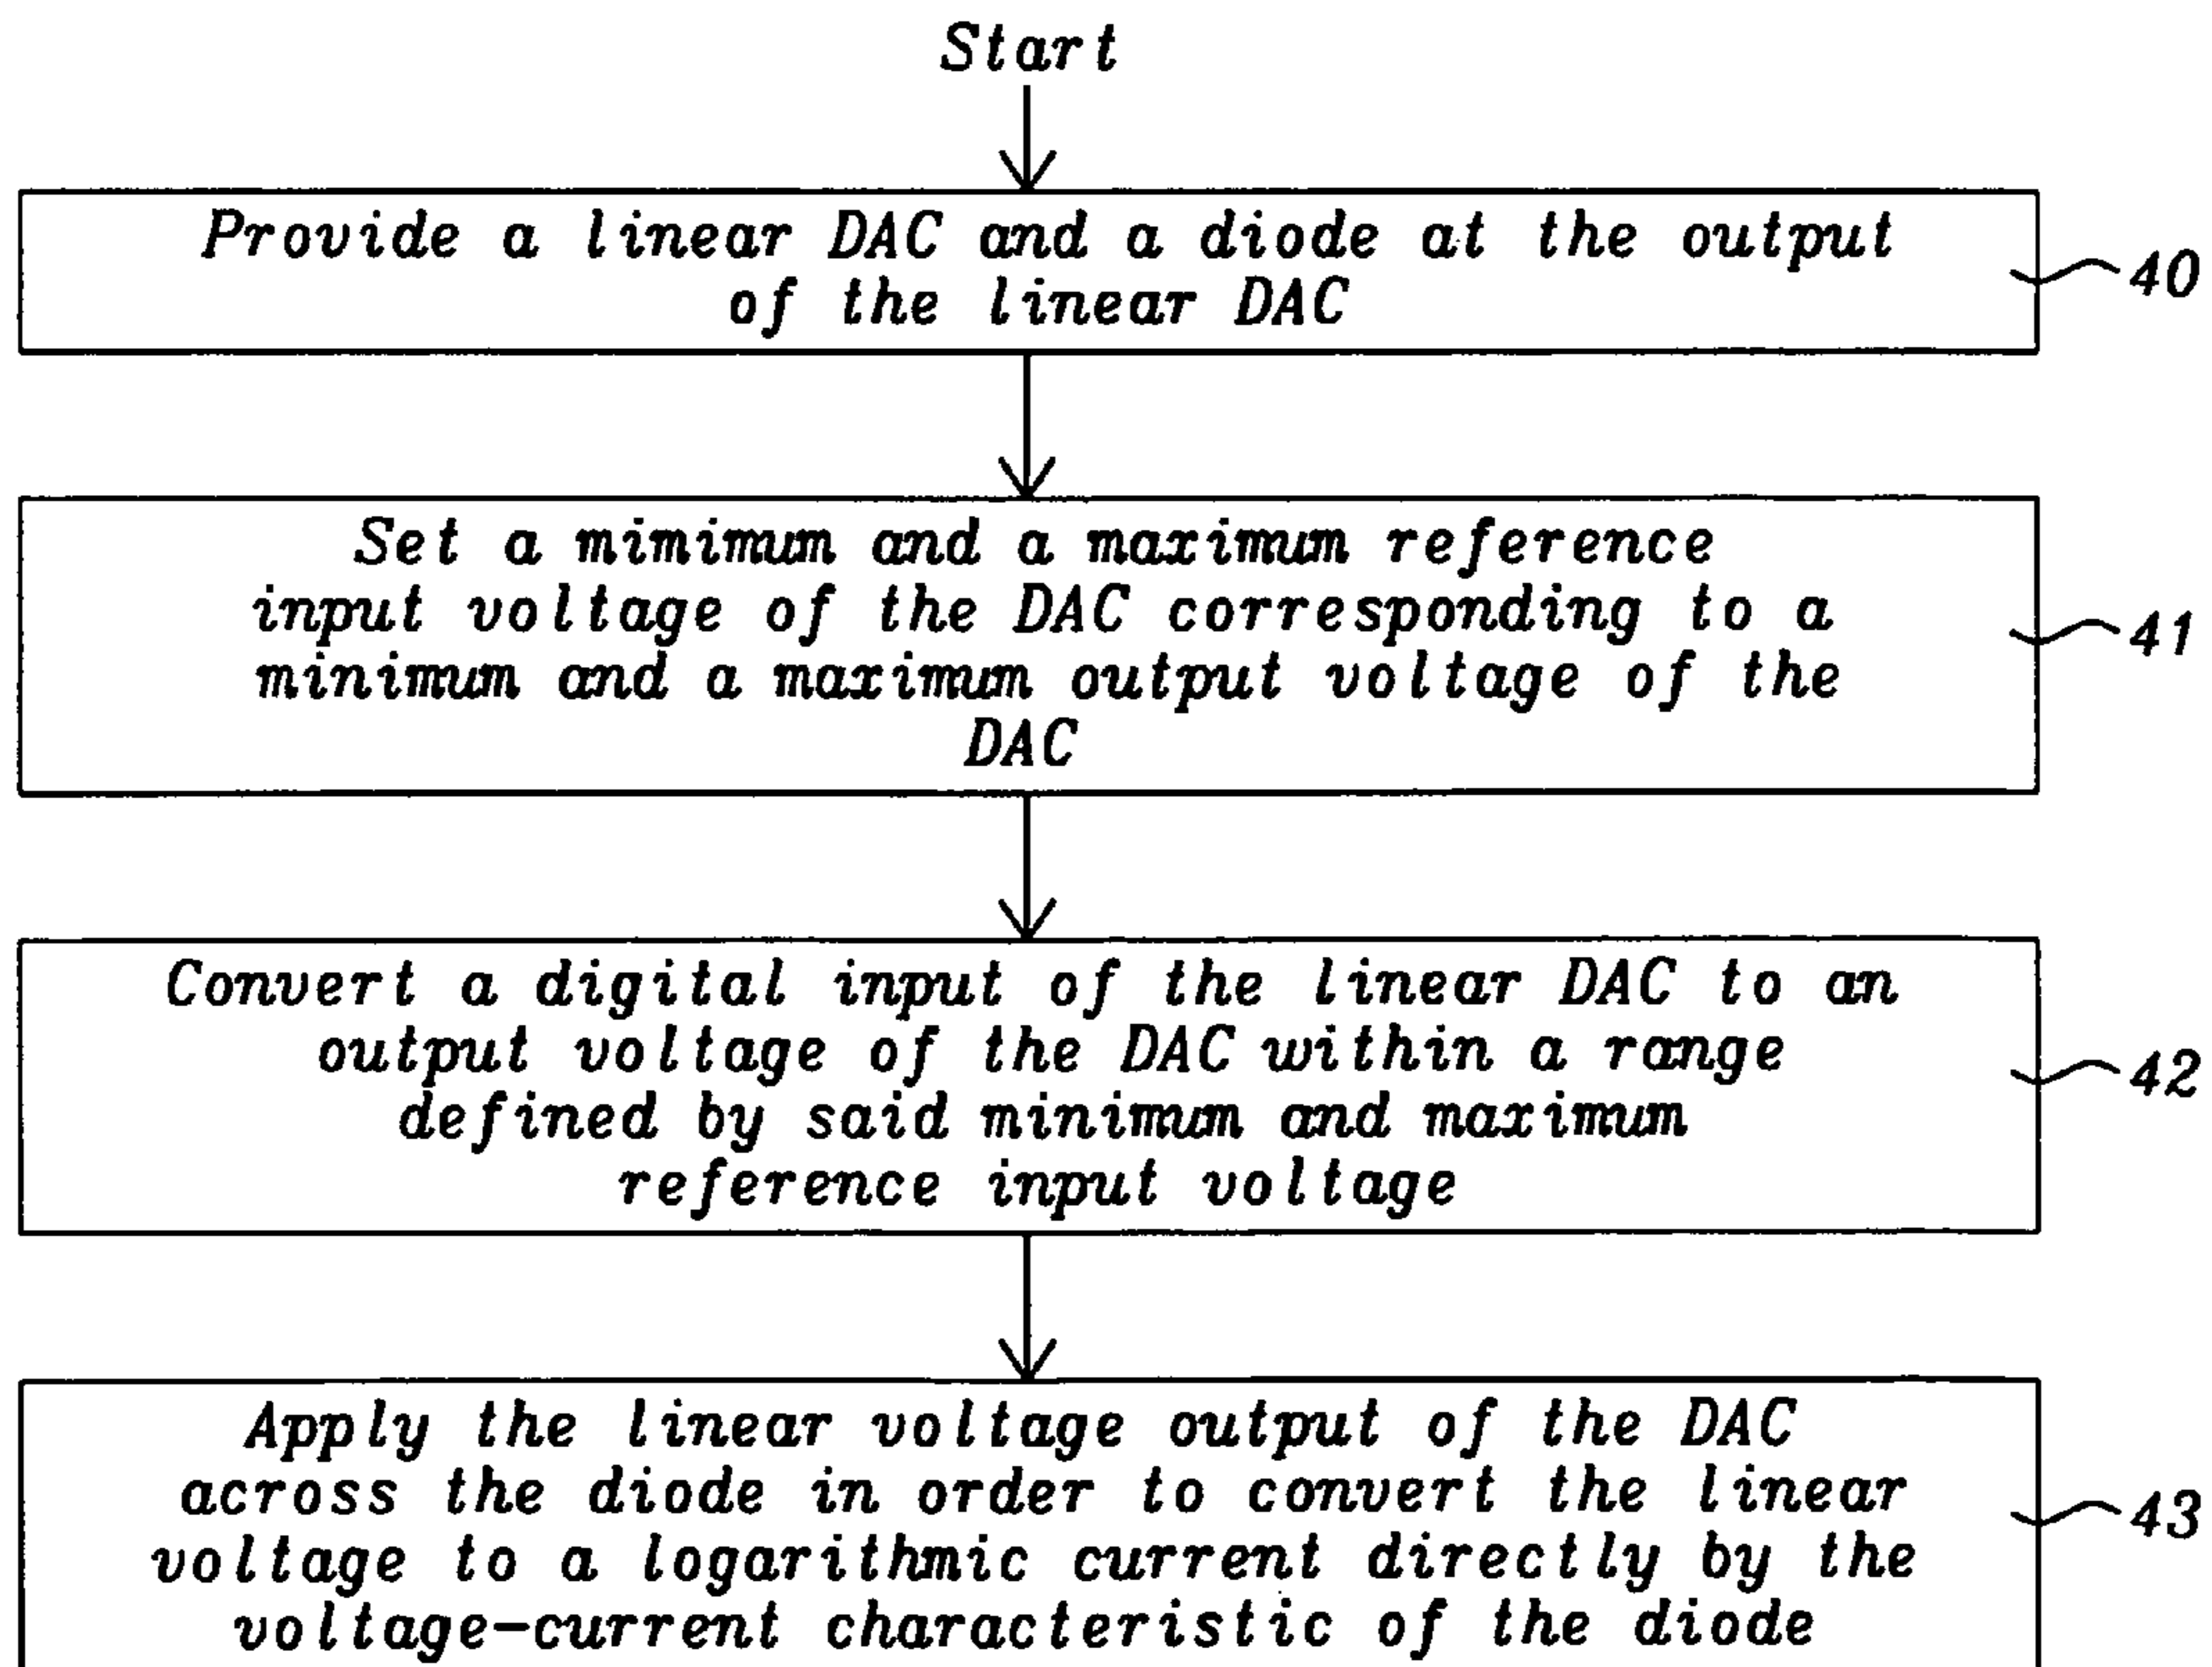 Start
Provide a linear DAC and a diode at the output
of the linear DAC
40
Set a mimimum and a maximum reference
input voltage of the DAC corresponding to a
minimum and a maximum output voltage of the
DAC
41
Convert a digital input of the linear DAC to an
output voltage of the DAC within a range
defined by said minimum and maximum
reference input voltage
42
Apply the linear voltage output of the DAC
across the diode in order to convert the linear
voltage to a logarithmic current directly by the
voltage-current characteristic of the diode
43